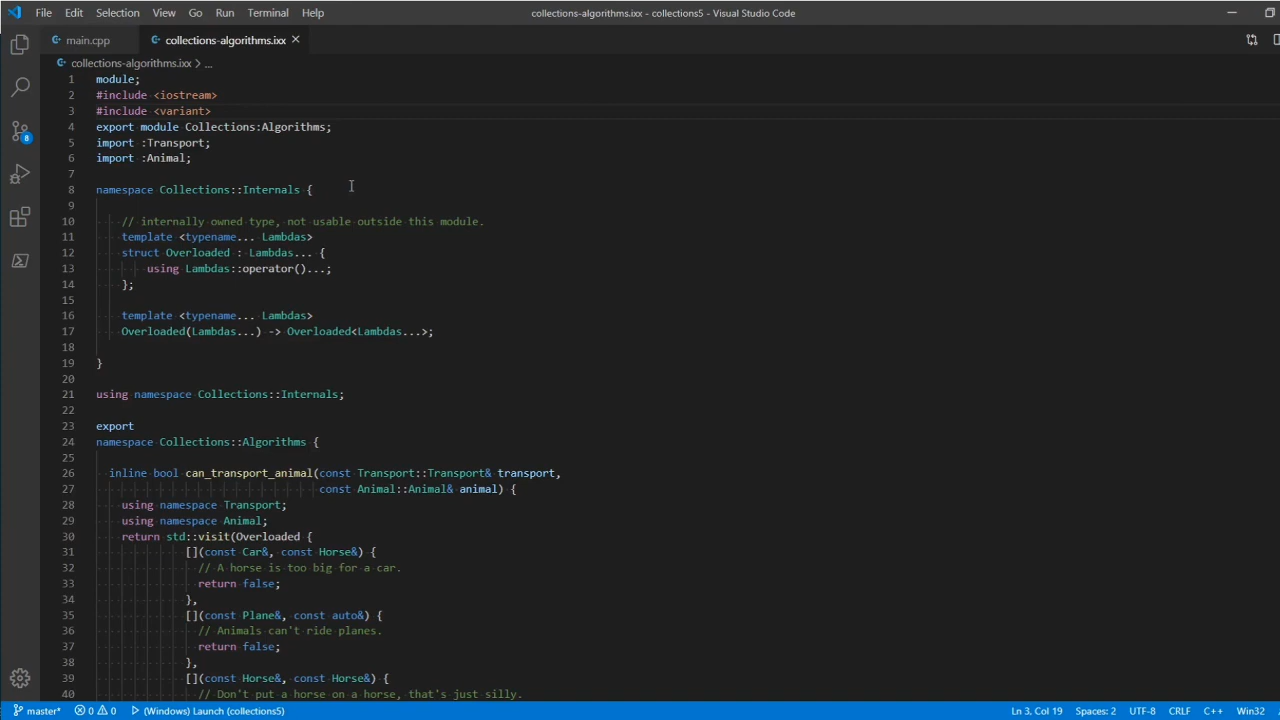 File Edit Selection View Go Run Terminal Help
collections-algorithms.ixx - collections5 - Visual Studio Code
main.cpp
collections-algorithms.ixx
collections-algorithms.ixx > ...
1 module;
2 #include <iostream>
3 #include <variant>
4 export module Collections:Algorithms;
5 import :Transport;
6 import :Animal;
7
8 namespace Collections::Internals {
9
10 // internally owned type, not usable outside this module.
11 template <typename... Lambdas>
12 struct Overloaded : Lambdas... {
13 using Lambdas::operator()...;
14 };
15
16 template <typename... Lambdas>
17 Overloaded(Lambdas...) -> Overloaded<Lambdas...>;
18
19 }
20
21 using namespace Collections::Internals;
22
23 export
24 namespace Collections::Algorithms {
25
26 inline bool can_transport_animal(const Transport::Transport& transport,
27 const Animal::Animal& animal) {
28 using namespace Transport;
29 using namespace Animal;
30 return std::visit(Overloaded {
31 [](const Car&, const Horse&) {
32 // A horse is too big for a car.
33 return false;
34 },
35 [](const Plane&, const auto&) {
36 // Animals can't ride planes.
37 return false;
38 },
39 [](const Horse&, const Horse&) {
40 // Don't put a horse on a horse, that's just silly.
8
master* 0 0 (Windows) Launch (collections5)
Ln 3, Col 19 Spaces: 2 UTF-8 CRLF C++ Win32